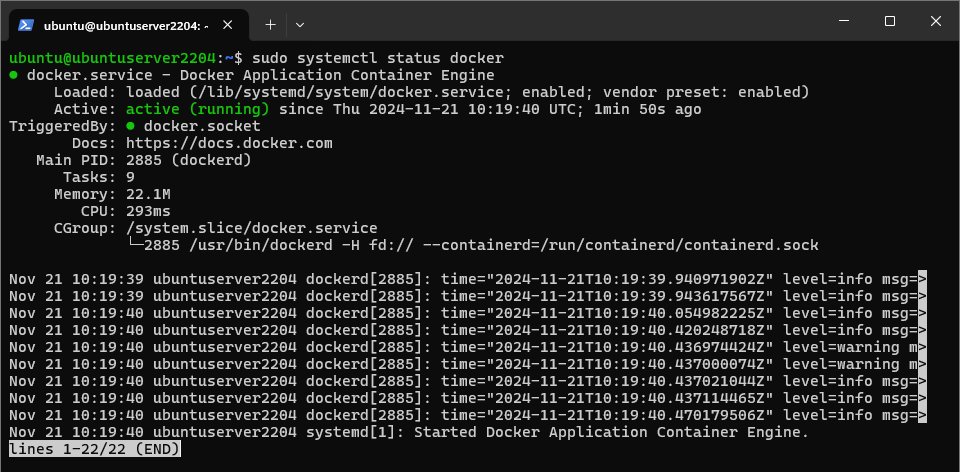 ubuntu@ubuntuserver2204: ~
ubuntu@ubuntuserver2204:~$ sudo systemctl status docker
● docker.service - Docker Application Container Engine
     Loaded: loaded (/lib/systemd/system/docker.service; enabled; vendor preset: enabled)
     Active: active (running) since Thu 2024-11-21 10:19:40 UTC; 1min 50s ago
TriggeredBy: ● docker.socket
       Docs: https://docs.docker.com
   Main PID: 2885 (dockerd)
      Tasks: 9
     Memory: 22.1M
        CPU: 293ms
     CGroup: /system.slice/docker.service
             └─2885 /usr/bin/dockerd -H fd:// --containerd=/run/containerd/containerd.sock
Nov 21 10:19:39 ubuntuserver2204 dockerd[2885]: time="2024-11-21T10:19:39.940971902Z" level=info msg=>
Nov 21 10:19:39 ubuntuserver2204 dockerd[2885]: time="2024-11-21T10:19:39.943617567Z" level=info msg=>
Nov 21 10:19:40 ubuntuserver2204 dockerd[2885]: time="2024-11-21T10:19:40.054982225Z" level=info msg=>
Nov 21 10:19:40 ubuntuserver2204 dockerd[2885]: time="2024-11-21T10:19:40.420248718Z" level=info msg=>
Nov 21 10:19:40 ubuntuserver2204 dockerd[2885]: time="2024-11-21T10:19:40.436974424Z" level=warning m>
Nov 21 10:19:40 ubuntuserver2204 dockerd[2885]: time="2024-11-21T10:19:40.437000074Z" level=warning m>
Nov 21 10:19:40 ubuntuserver2204 dockerd[2885]: time="2024-11-21T10:19:40.437021044Z" level=info msg=>
Nov 21 10:19:40 ubuntuserver2204 dockerd[2885]: time="2024-11-21T10:19:40.437114465Z" level=info msg=>
Nov 21 10:19:40 ubuntuserver2204 dockerd[2885]: time="2024-11-21T10:19:40.470179506Z" level=info msg=>
Nov 21 10:19:40 ubuntuserver2204 systemd[1]: Started Docker Application Container Engine.
lines 1-22/22 (END)